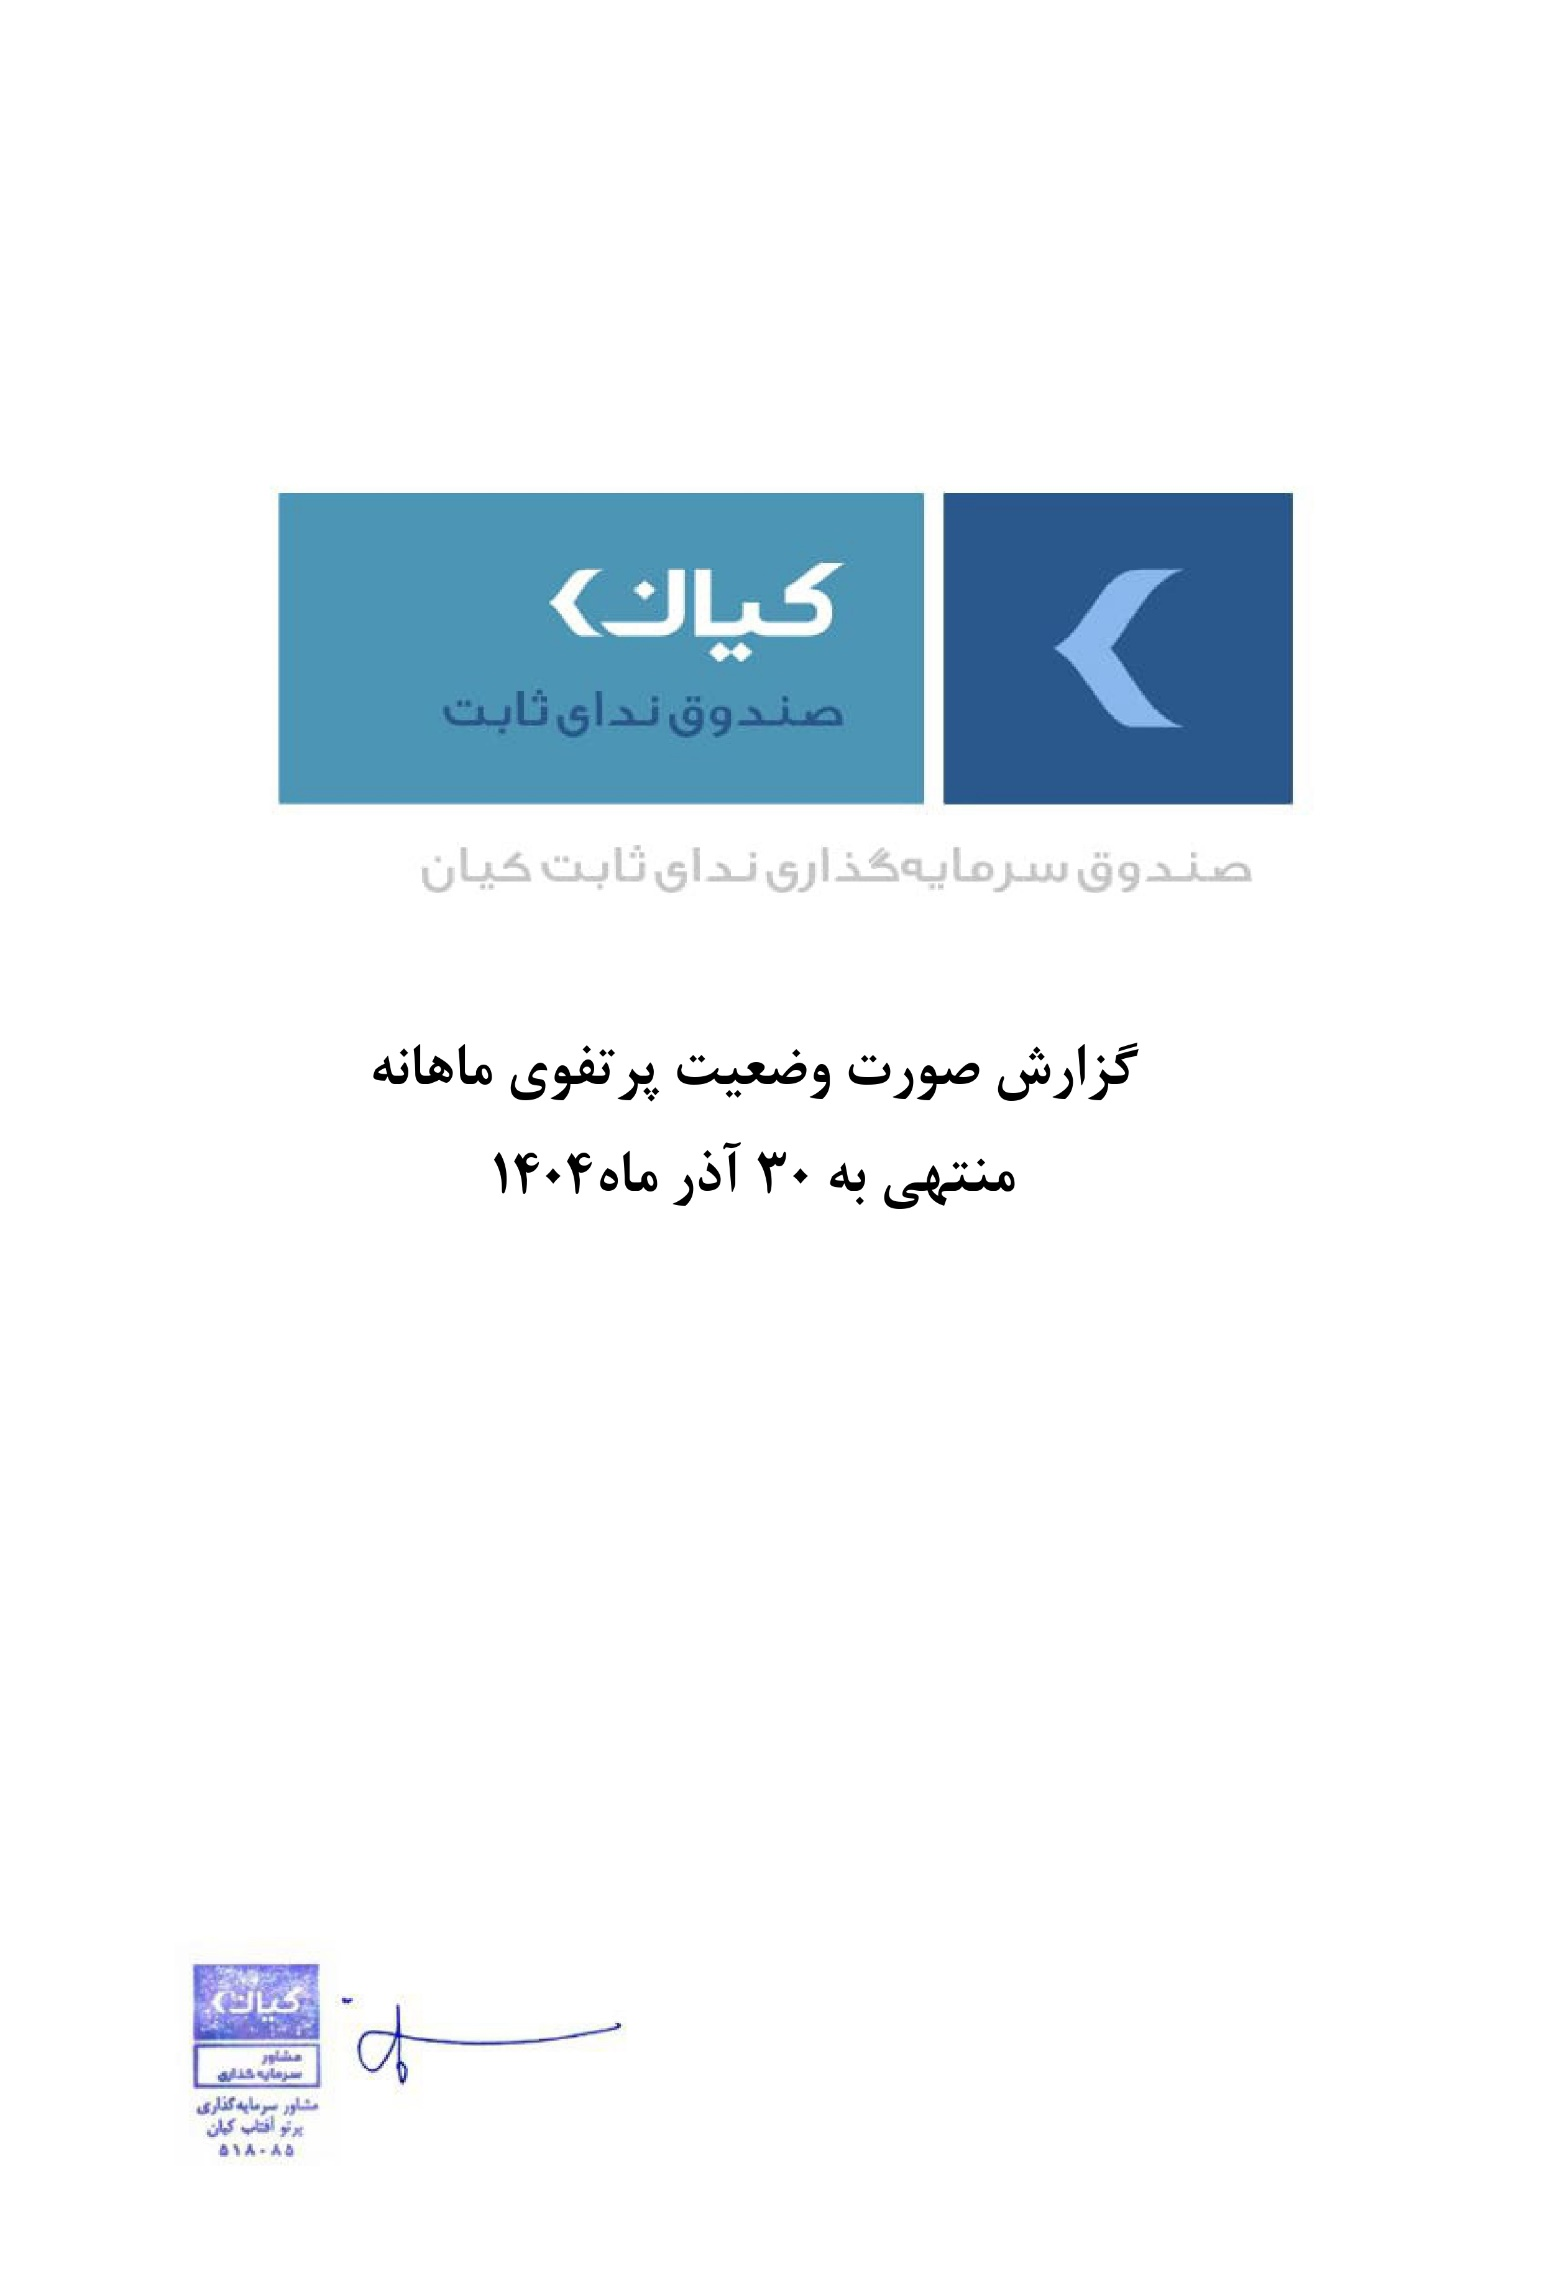 کیان
صندوق ندای ثابت
صندوق سرمایه‌گذاری ندای ثابت کیان
گزارش صورت وضعیت پرتفوی ماهانه
منتهی به ۳۰ آذر ماه۱۴۰۴
کیان
مشاور
سرمایه گذاری
مشاور سرمایه‌گذاری
پرتو آفتاب کیان
۵۱۸۰۸۵